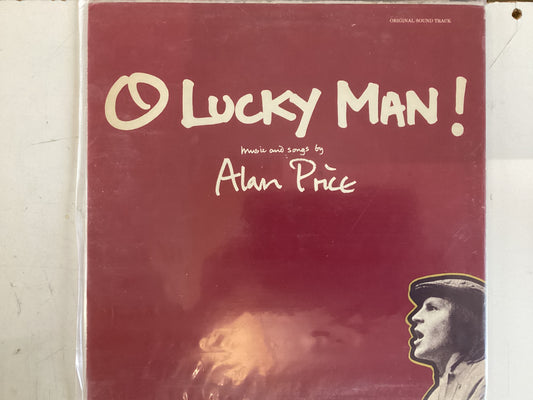 ORIGINAL SOUND TRACK
O LUCKY MAN!
music and songs by
Alan Price